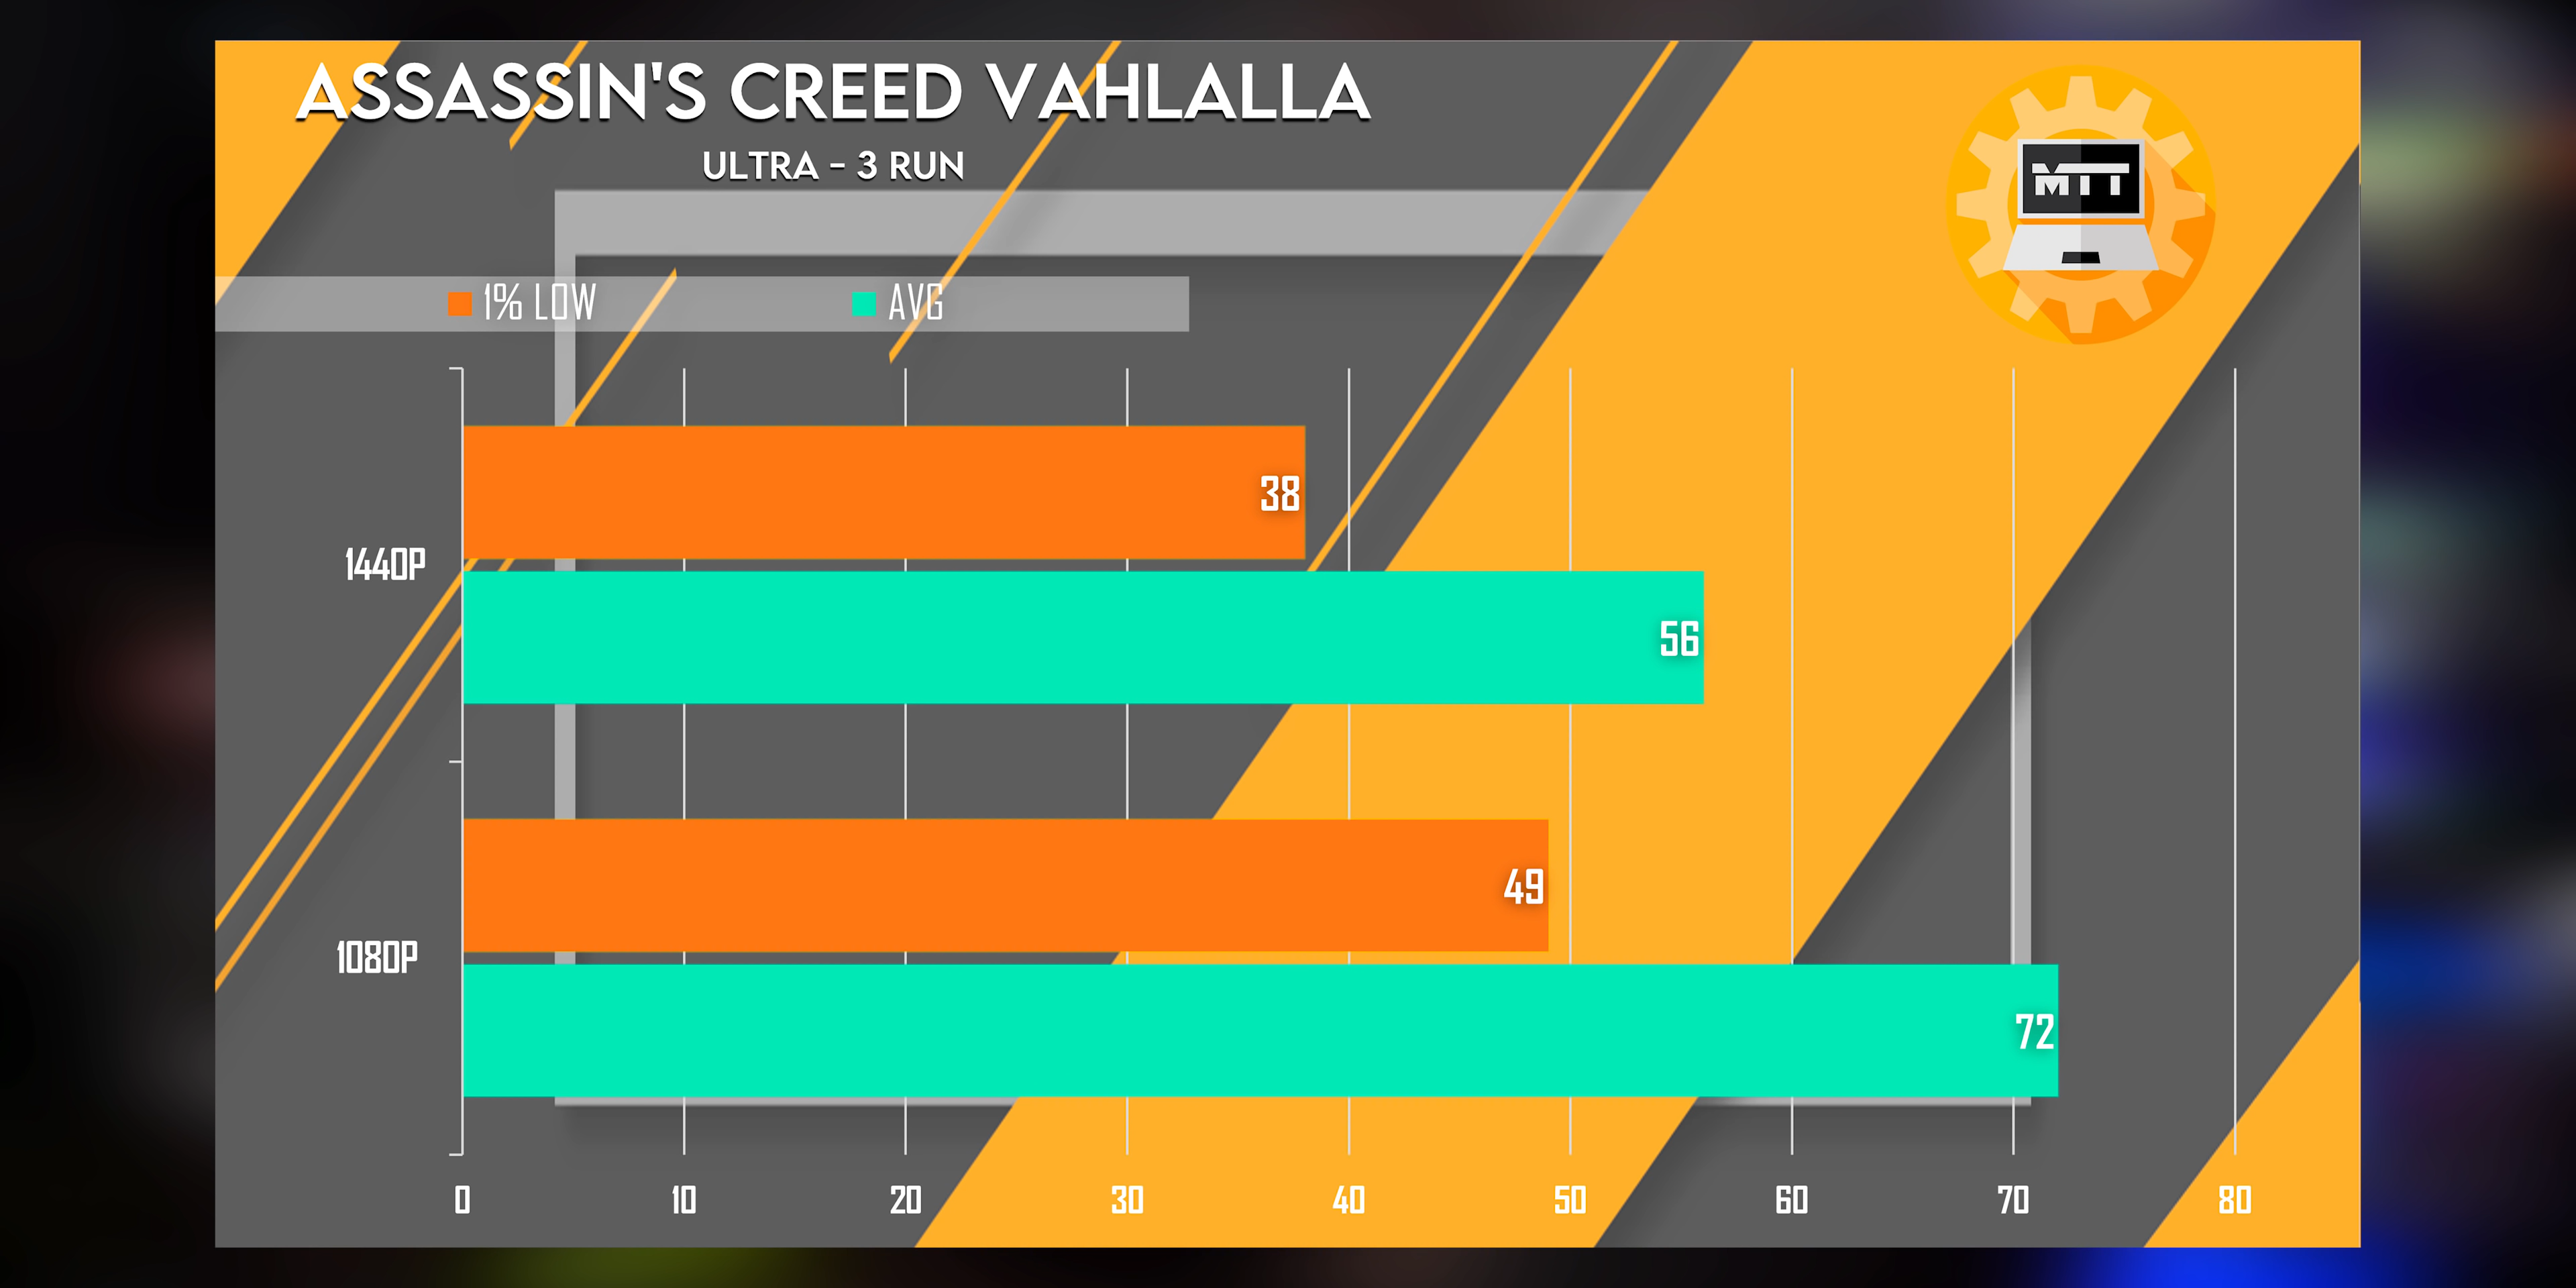 ASSASSIN'S CREED VAHLALLA
ULTRA - 3 RUN
MTT
1% LOW AVG
38
1440P
56
49
1080P
72
0 10 20 30 40 50 60 70 80